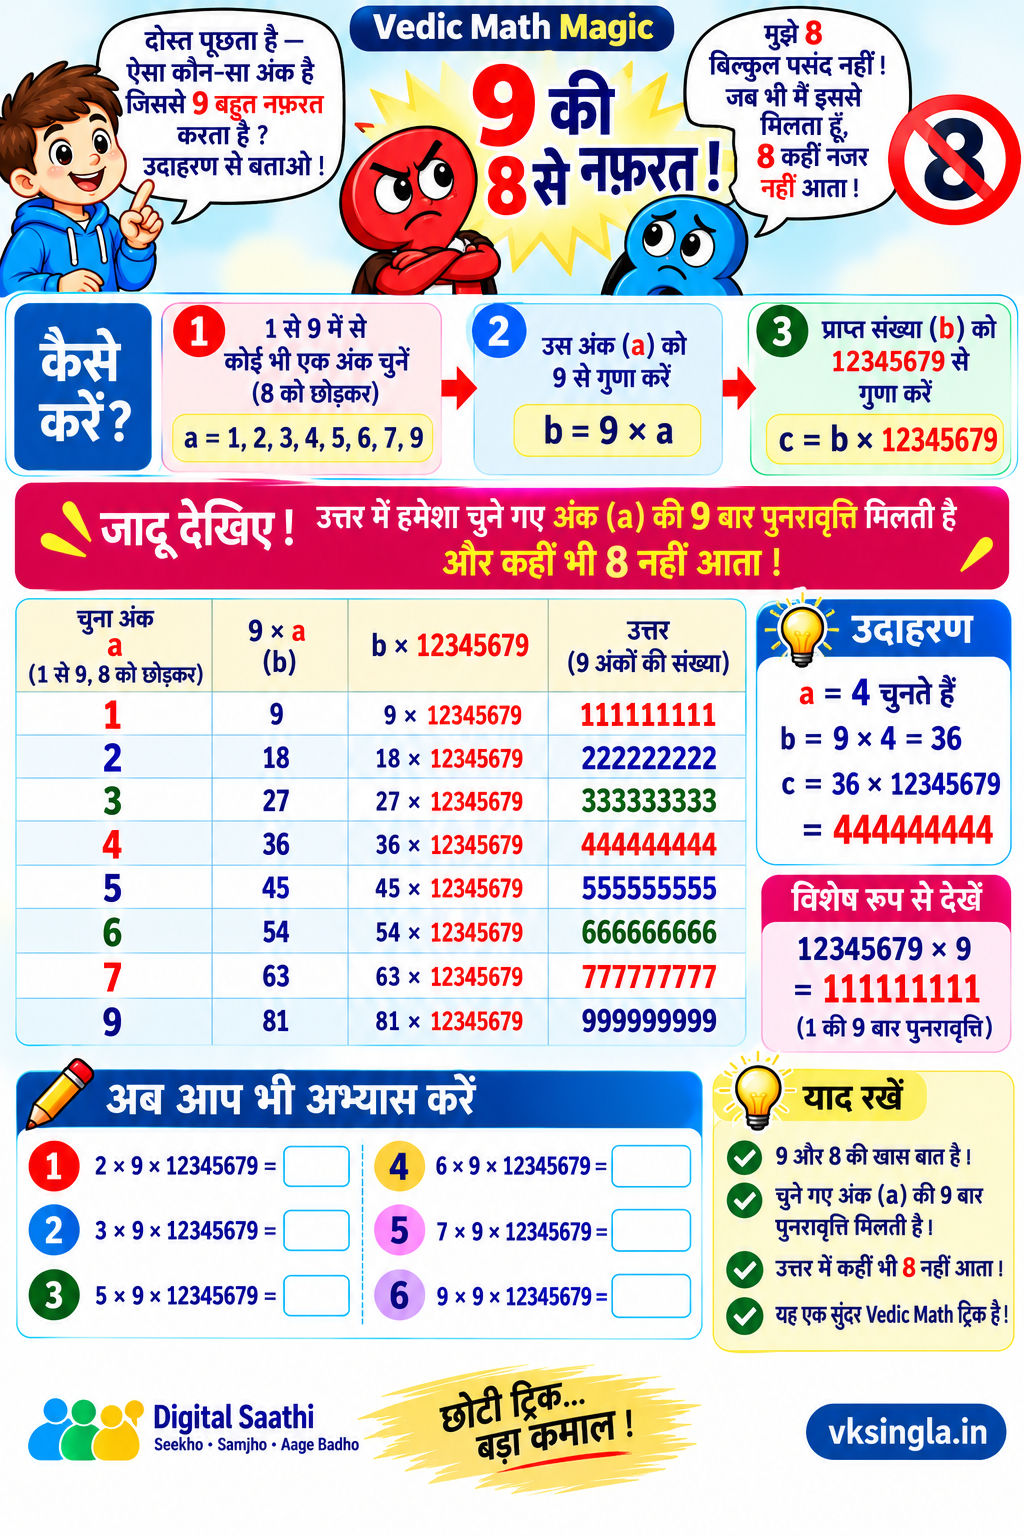 Vedic Math Magic
दोस्त पूछता है –
ऐसा कौन-सा अंक है
जिससे 9 बहुत नफ़रत
करता है ?
उदाहरण से बताओ !
9 की
8 से नफ़रत !
मुझे 8
बिल्कुल पसंद नहीं !
जब भी मैं इससे
मिलता हूँ,
8 कहीं नजर
नहीं आता !
8
कैसे
करें?
1
1 से 9 में से
कोई भी एक अंक चुनें
(8 को छोड़कर)
a = 1, 2, 3, 4, 5, 6, 7, 9
2
उस अंक (a) को
9 से गुणा करें
b = 9 × a
3
प्राप्त संख्या (b) को
12345679 से
गुणा करें
c = b × 12345679
जादू देखिए !
उत्तर में हमेशा चुने गए अंक (a) की 9 बार पुनरावृत्ति मिलती है
और कहीं भी 8 नहीं आता !
चुना अंक
a
(1 से 9, 8 को छोड़कर)
9 × a
(b)
b × 12345679
उत्तर
(9 अंकों की संख्या)
1 9 9 × 12345679 111111111
2 18 18 × 12345679 222222222
3 27 27 × 12345679 333333333
4 36 36 × 12345679 444444444
5 45 45 × 12345679 555555555
6 54 54 × 12345679 666666666
7 63 63 × 12345679 777777777
9 81 81 × 12345679 999999999
उदाहरण
a = 4 चुनते हैं
b = 9 × 4 = 36
c = 36 × 12345679
= 444444444
विशेष रूप से देखें
12345679 × 9
= 111111111
(1 की 9 बार पुनरावृत्ति)
अब आप भी अभ्यास करें
1 2 × 9 × 12345679 =
2 3 × 9 × 12345679 =
3 5 × 9 × 12345679 =
4 6 × 9 × 12345679 =
5 7 × 9 × 12345679 =
6 9 × 9 × 12345679 =
याद रखें
9 और 8 की खास बात है !
चुने गए अंक (a) की 9 बार
पुनरावृत्ति मिलती है !
उत्तर में कहीं भी 8 नहीं आता !
यह एक सुंदर Vedic Math ट्रिक है !
Digital Saathi
Seekho • Samjho • Aage Badho
छोटी ट्रिक...
बड़ा कमाल !
vksingla.in